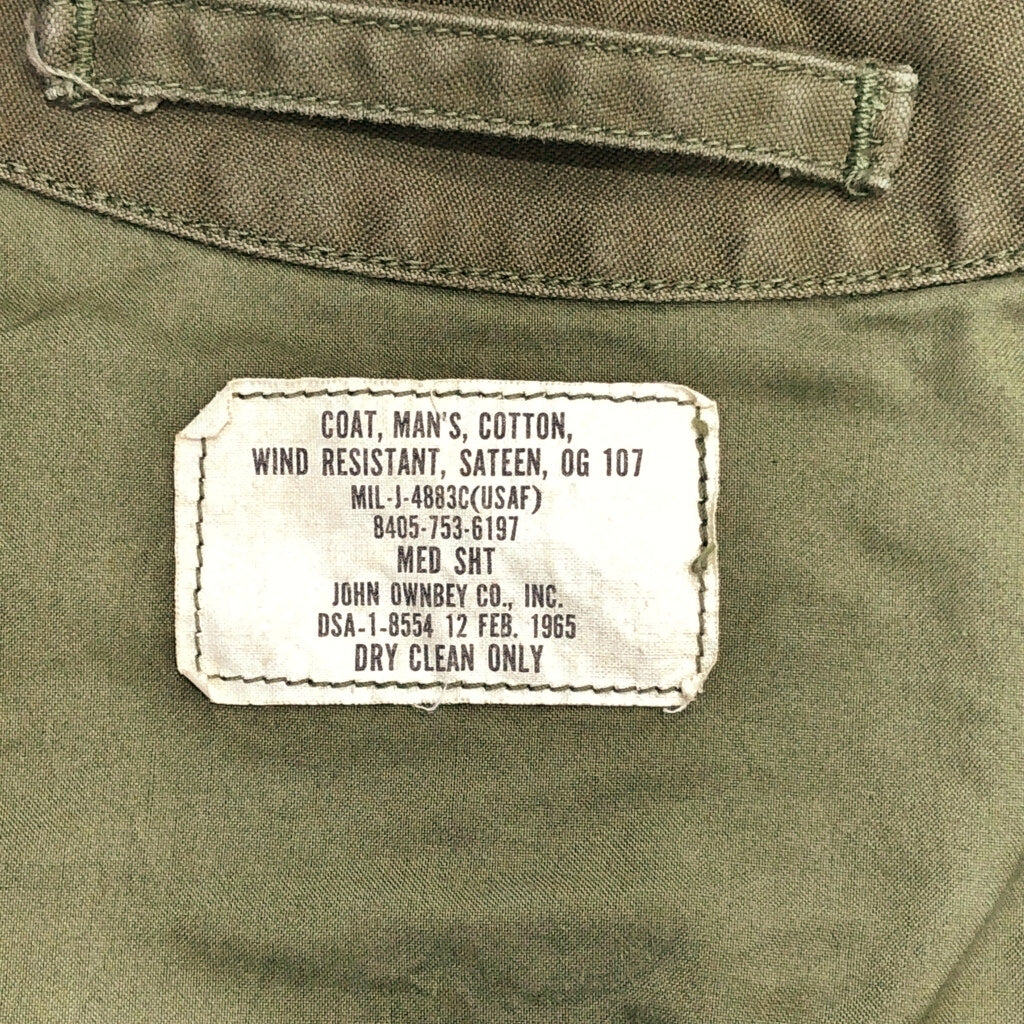 COAT, MAN'S, COTTON,
WIND RESISTANT, SATEEN, OG 107
MIL-J-4883C(USAF)
8405-753-6197
MED SHT
JOHN OWNBEY CO., INC.
DSA-1-8554 12 FEB. 1965
DRY CLEAN ONLY